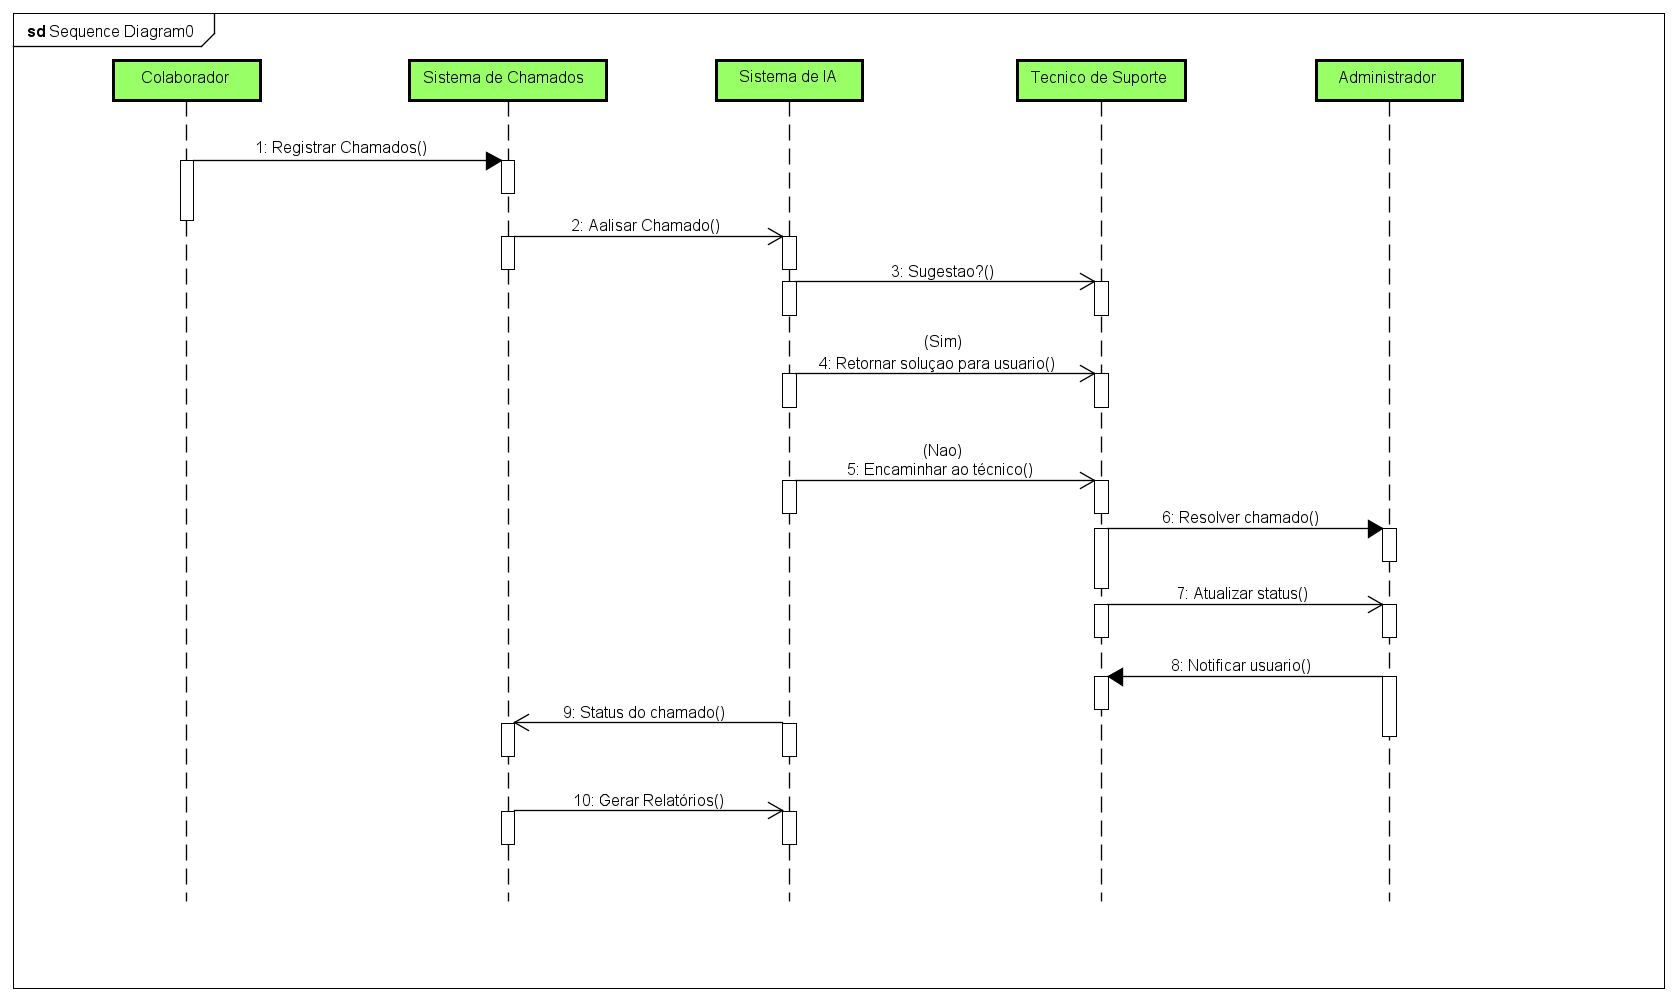 sd Sequence Diagram0
Colaborador
Sistema de Chamados
Sistema de IA
Tecnico de Suporte
Administrador
1: Registrar Chamados()
2: Aalisar Chamado()
3: Sugestao?()
(Sim)
4: Retornar soluçao para usuario()
(Nao)
5: Encaminhar ao técnico()
6: Resolver chamado()
7: Atualizar status()
8: Notificar usuario()
9: Status do chamado()
10: Gerar Relatórios()